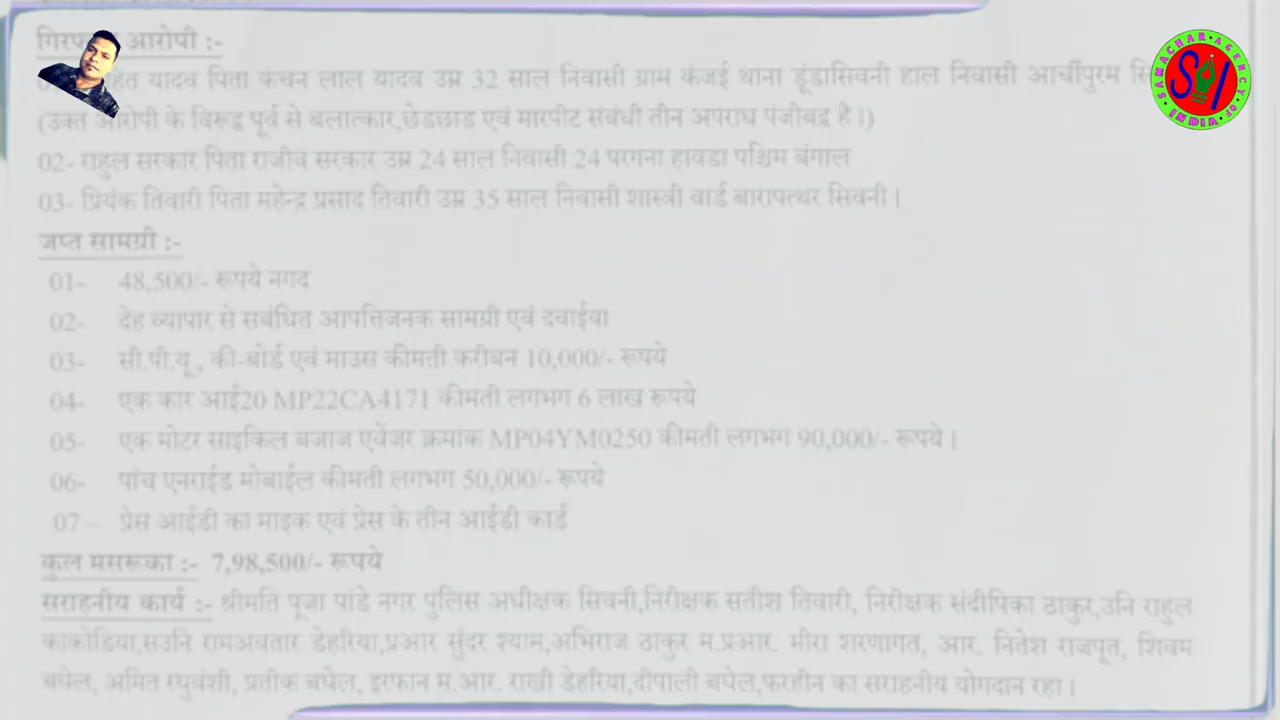 आरोपी :-
यादव पिता कंचन लाल यादव उम्र 32 साल निवासी ग्राम कंजई हाल निवासी आर्चीपुरम
(उक्त आरोपी के विरूद्ध पूर्व से बलात्कार, संबंधी तीन अपराध पंजीबद्व है।)
02- राहुल सरकार पिता राजीव सरकार उम्र 24 साल निवासी 24 परगना हावडा पश्चिम बंगाल
03- प्रियंक तिवारी पिता महेन्द्र प्रसाद तिवारी उम्र 35 साल निवासी शास्त्री वार्ड बारापत्थर सिवनी।
जप्त सामग्री :-
01- 48,500/- रूपये नगद
02- देह व्यापार से सबंधित आपत्तिजनक सामग्री एवं दवाईया
03- सी.पी.यू., की-बोर्ड एवं माउस कीमती करीबन 10,000/- रूपये
04- एक कार आई20 MP22CA4171 कीमती लगभग 6 लाख रूपये
05- एक मोटर साइकिल बजाज एवेंजर क्रमांक MP04YM0250 कीमती लगभग 90,000/- रूपये।
06- पांच एनराईड मोबाईल कीमती लगभग 50,000/- रूपये
07 – प्रेस आईडी का माइक एवं प्रेस के तीन आईडी कार्ड
कुल मसरूका :- 7,98,500/- रूपये
सराहनीय कार्य :- श्रीमति पूजा पांडे नगर पुलिस अधीक्षक सिवनी,निरीक्षक सतीश तिवारी, निरीक्षक संदीपिका ठाकुर,उनि राहुल
काकोडिया,सउनि रामअवतार डेहरिया,प्रआर सुंदर श्याम,अभिराज ठाकुर म.प्रआर. मीरा शरणागत, आर. नितेश राजपूत, शिवम
बघेल, अमित रघुवंशी, प्रतीक बघेल, इरफान म.आर. राखी डेहरिया,दीपाली बघेल,फरहीन का सराहनीय योगदान रहा।
SAMACHAR AGENCY OF INDIA